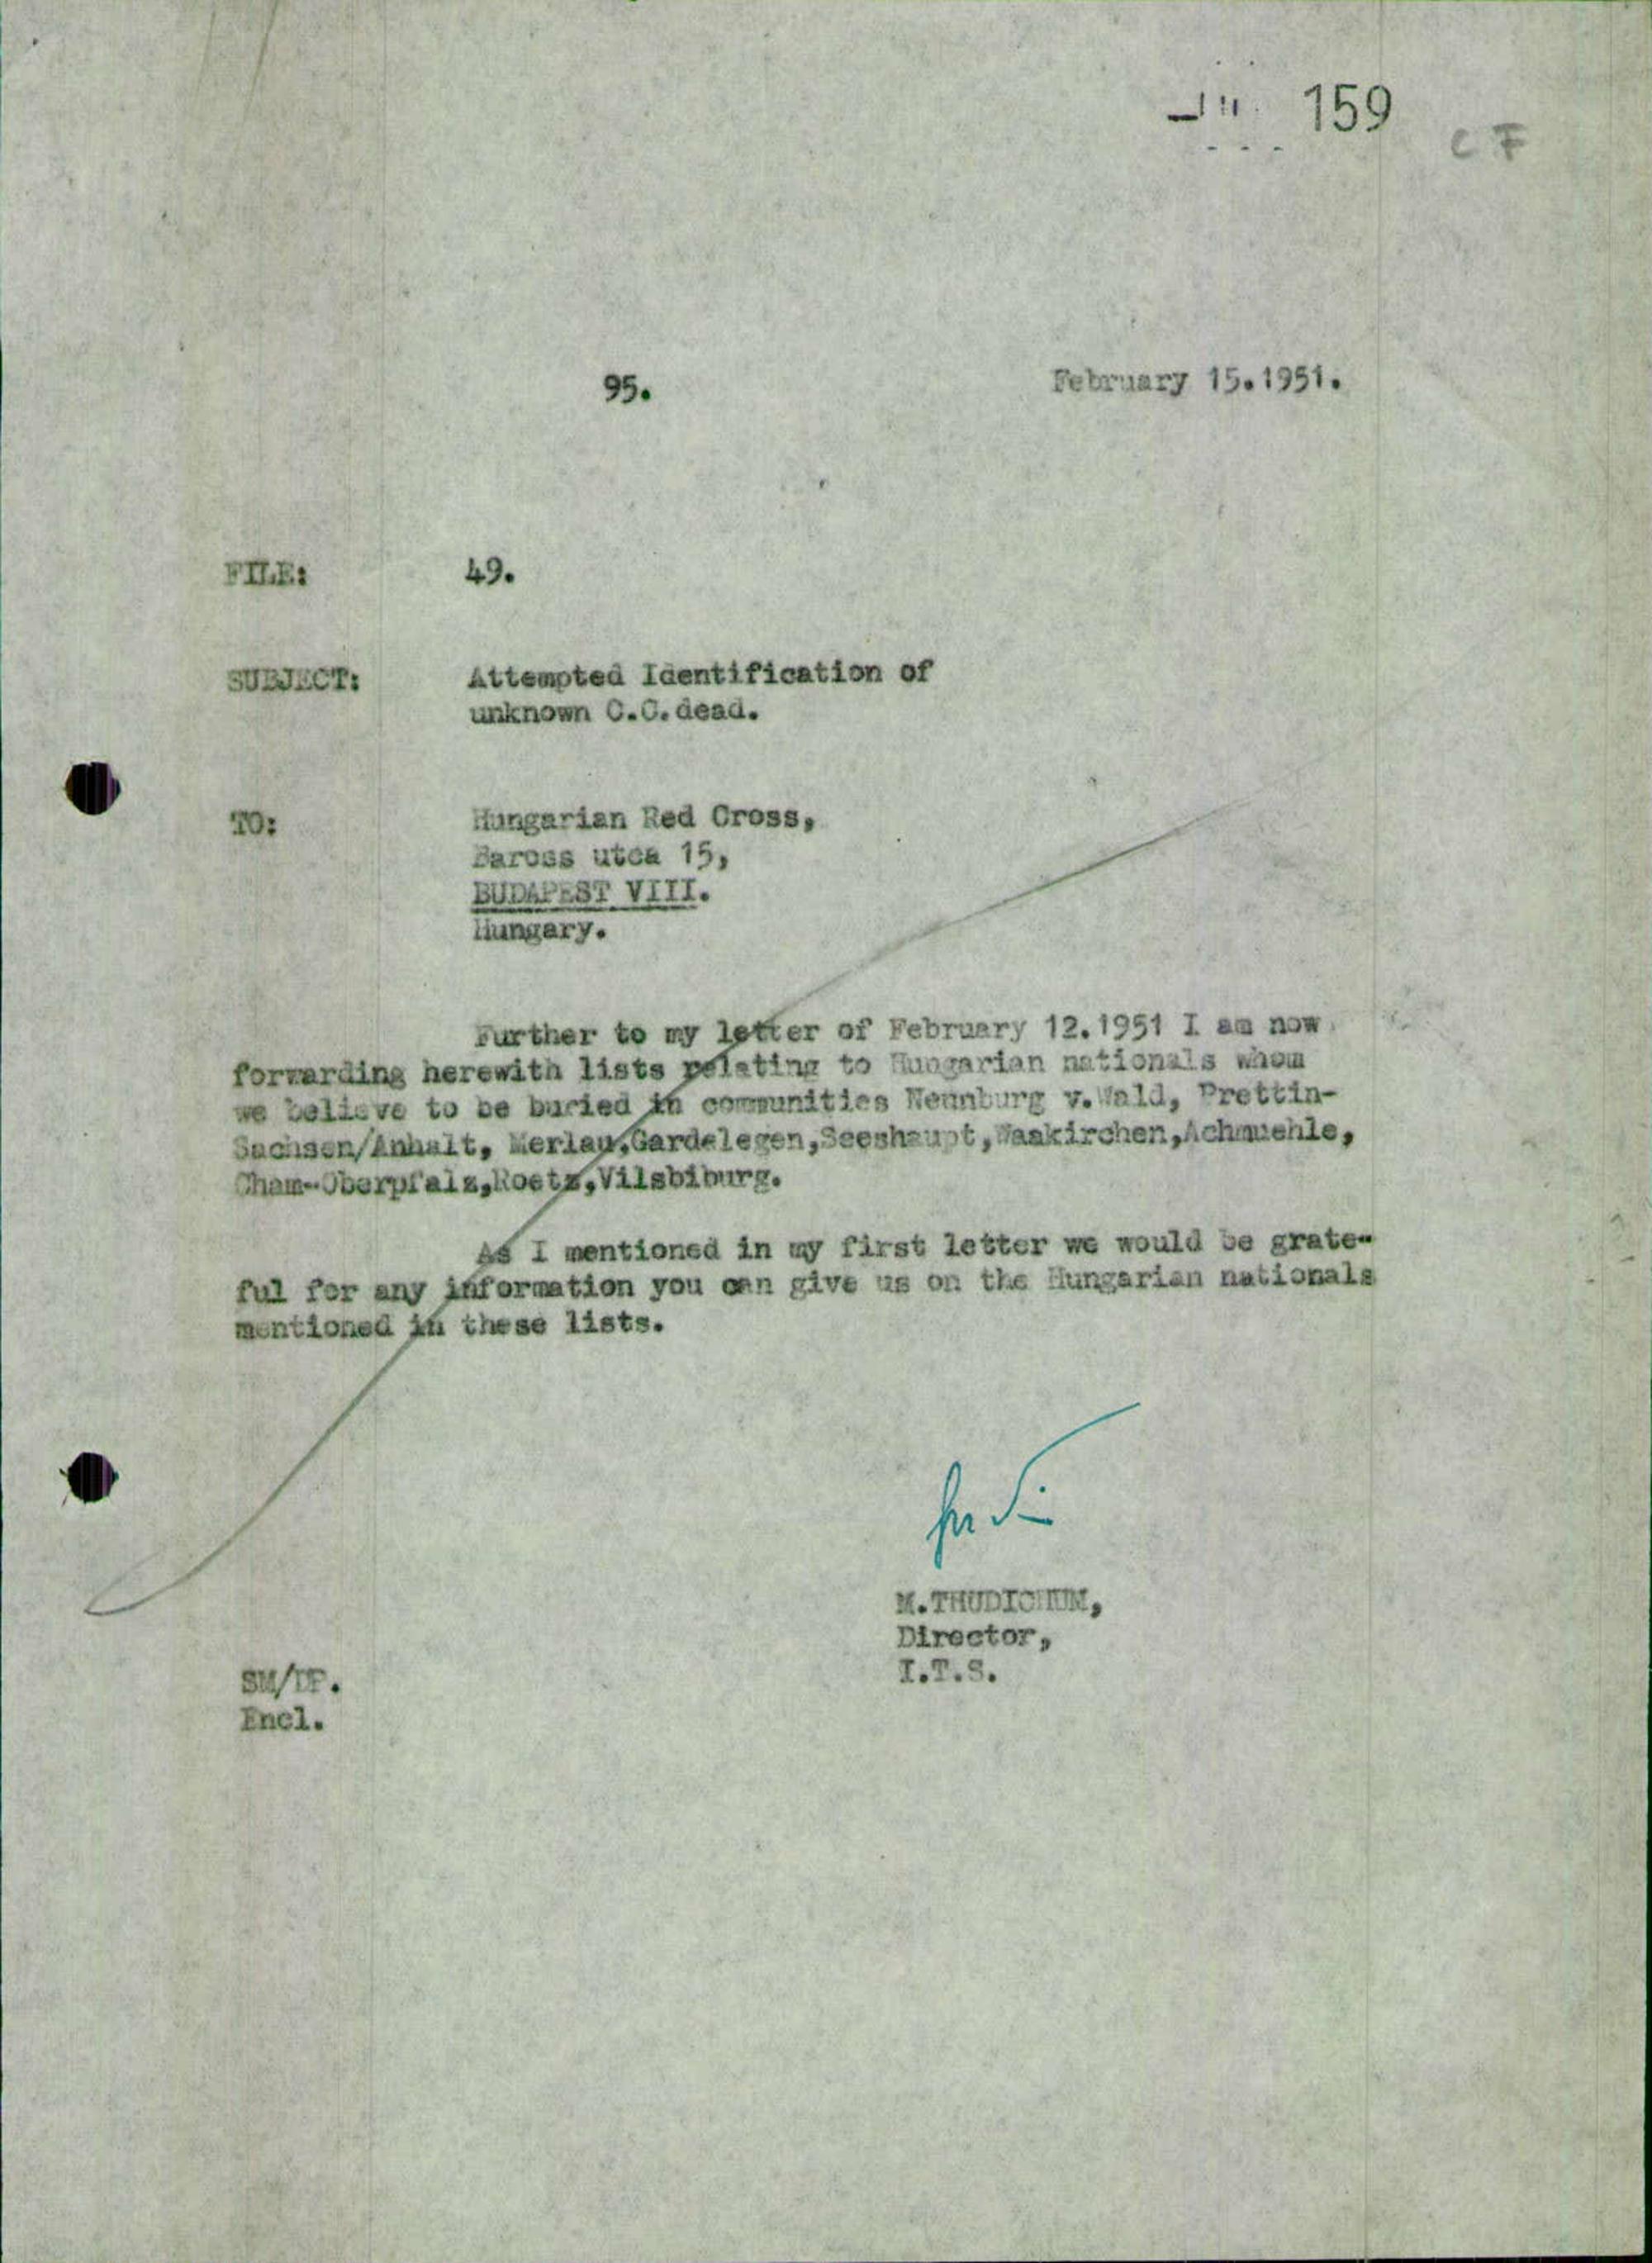 159
C F
95. February 15.1951.
FILE: 49.
SUBJECT: Attempted Identification of
unknown C.C.dead.
TO: Hungarian Red Cross,
Baross utca 15,
BUDAPEST VIII.
Hungary.
Further to my letter of February 12.1951 I am now
forwarding herewith lists relating to Hungarian nationals whom
we believe to be buried in communities Neunburg v.Wald, Prettin-
Sachsen/Anhalt, Merlau,Gardelegen,Seeshaupt,Waakirchen,Achmuehle,
Cham-Oberpfalz,Roetz,Vilsbiburg.
As I mentioned in my first letter we would be grate-
ful for any information you can give us on the Hungarian nationals
mentioned in these lists.
M.THUDICHUM,
Director,
I.T.S.
Encl.